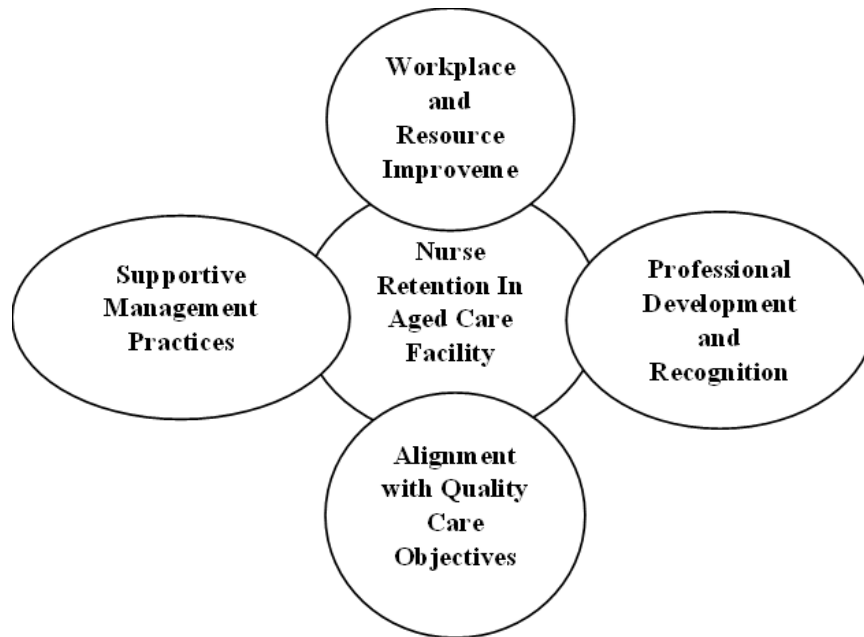 Workplace
and
Resource
Improveme
Nurse
Retention In
Aged Care
Facility
Supportive
Management
Practices
Professional
Development
and
Recognition
Alignment
with Quality
Care
Objectives